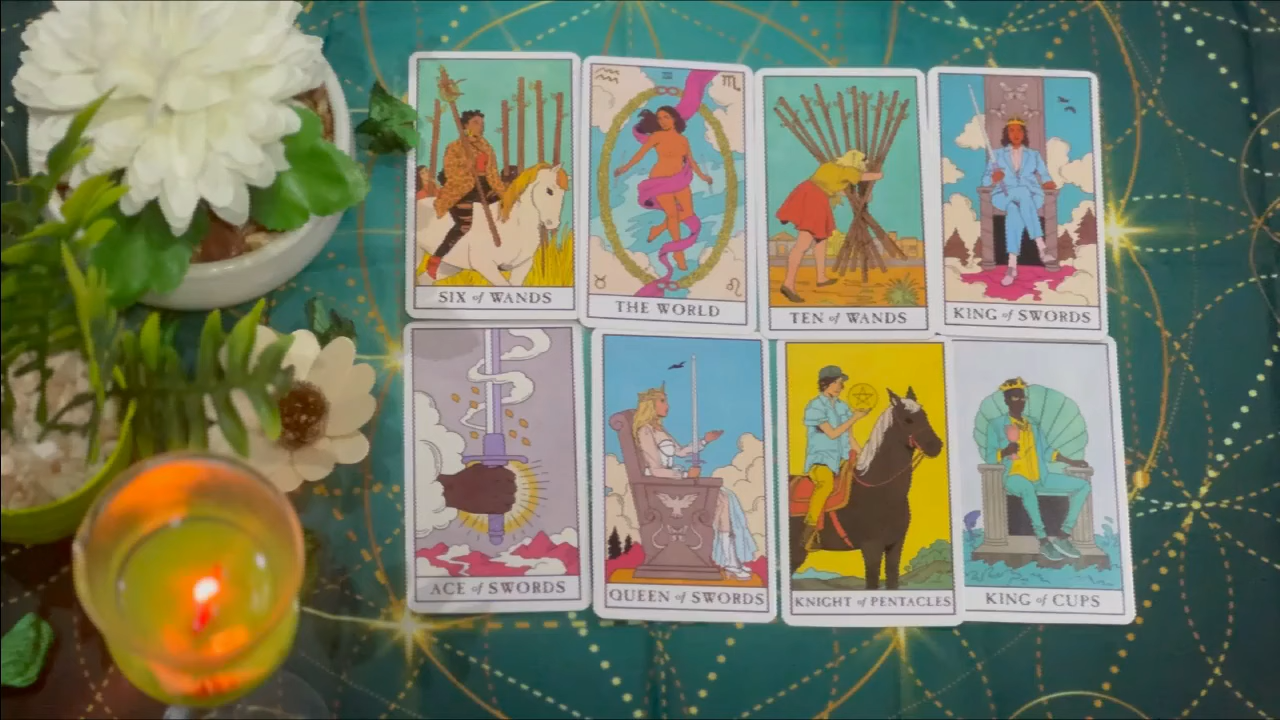 SIX of WANDS
THE WORLD
TEN of WANDS
KING of SWORDS
ACE of SWORDS
QUEEN of SWORDS
KNIGHT of PENTACLES
KING of CUPS